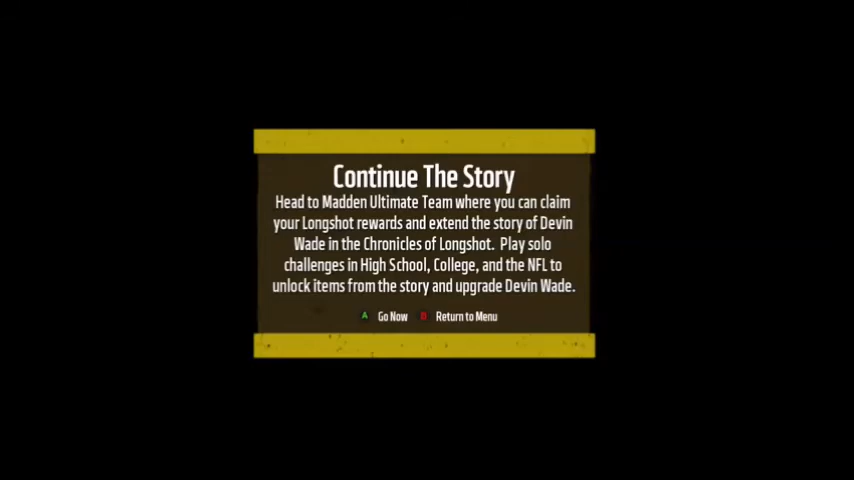 Continue The Story
Head to Madden Ultimate Team where you can claim
your Longshot rewards and extend the story of Devin
Wade in the Chronicles of Longshot. Play solo
challenges in High School, College, and the NFL to
unlock items from the story and upgrade Devin Wade.
A Go Now B Return to Menu